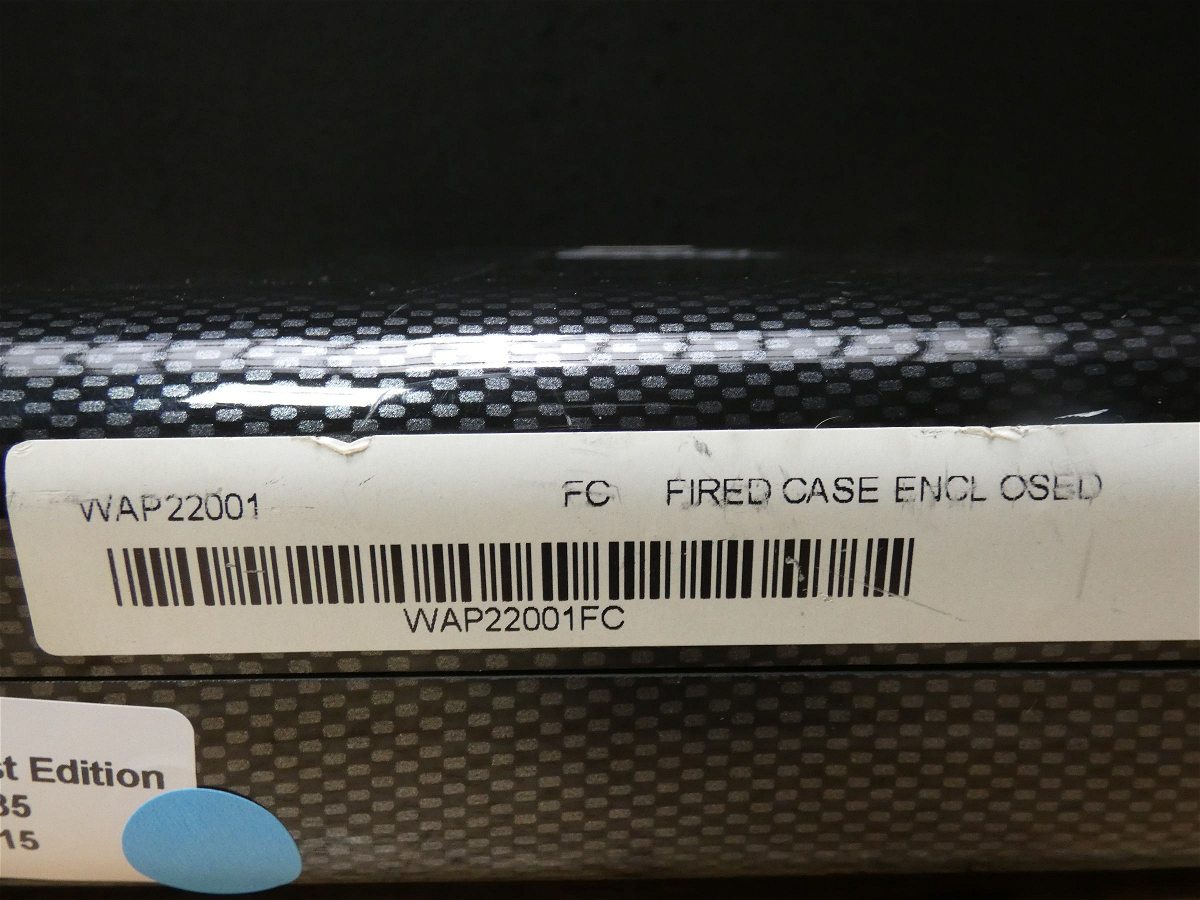 WAP22001 FC FIRED CASE ENCL OSED
WAP22001FC
st Edition
35
15